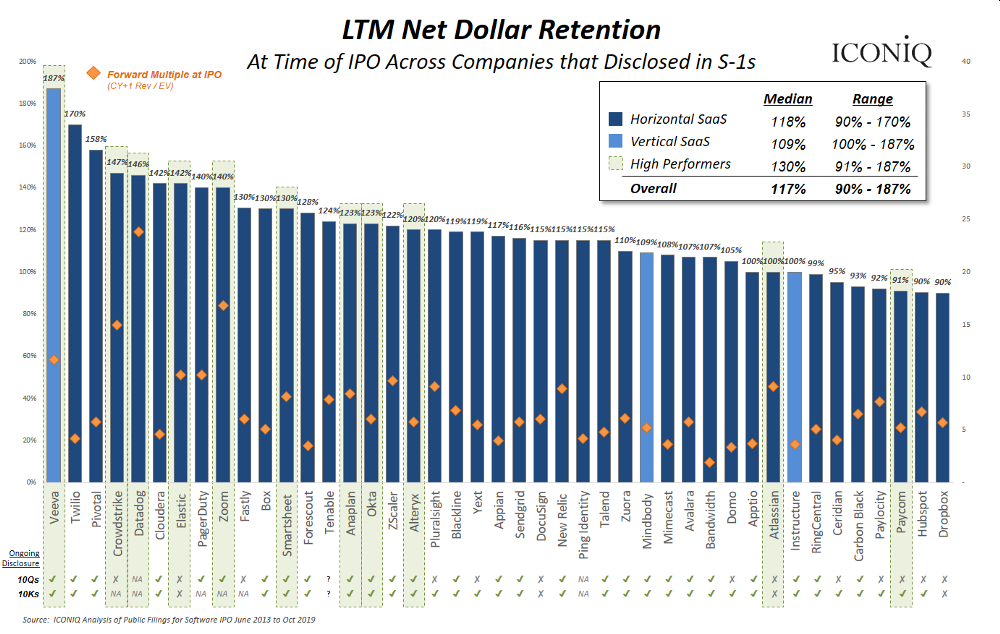 LTM Net Dollar Retention
At Time of IPO Across Companies that Disclosed in S-1s
ICONIQ
Forward Multiple at IPO
(CY+1 Rev / EV)
Median Range
Horizontal SaaS 118% 90% - 170%
Vertical SaaS 109% 100% - 187%
High Performers 130% 91% - 187%
Overall 117% 90% - 187%
200%
180%
160%
140%
120%
100%
80%
60%
40%
20%
0%
40
35
30
25
20
15
10
5
-
187% 170% 158% 147% 146% 142% 142% 140% 140% 130% 130% 130% 128% 124% 123% 123% 122% 120% 120% 119% 119% 117% 116% 115% 115% 115% 115% 110% 109% 108% 107% 107% 105% 100% 100% 100% 99% 95% 93% 92% 91% 90% 90%
Veeva
Twilio
Pivotal
Crowdstrike
Datadog
Cloudera
Elastic
PagerDuty
Zoom
Fastly
Box
Smartsheet
Forescout
Tenable
Anaplan
Okta
ZScaler
Alteryx
Pluralsight
Blackline
Yext
Appian
Sendgrid
DocuSign
New Relic
Ping Identity
Talend
Zuora
Mindbody
Mimecast
Avalara
Bandwidth
Domo
Apptio
Atlassian
Instructure
RingCentral
Ceridian
Carbon Black
Paylocity
Paycom
Hubspot
Dropbox
Ongoing
Disclosure
10Qs ✓ ✓ ✓ ✗ NA ✓ ✗ ✓ ✓ ✗ ✓ ✓ ✓ ? ✓ ✓ ✓ ✓ ✗ ✓ ✗ ✓ ✓ ✗ ✓ NA ✓ ✓ ✓ ✓ ✓ ✓ ✗ ✓ ✗ ✓ ✓ ✗ ✗ ✗ ✗ ✗ ✗
10Ks ✓ ✓ ✓ NA NA ✓ ✗ NA NA NA ✓ ✓ ✓ ? ✓ ✓ ✓ ✓ ✓ ✓ ✓ ✓ ✓ ✗ ✓ ✓ ✓ ✓ ✓ ✓ ✓ ✓ ✓ ✓ ✗ ✓ ✓ ✓ ✓ ✓ ✓ ✓ ✗
Source: ICONIQ Analysis of Public Filings for Software IPO June 2013 to Oct 2019